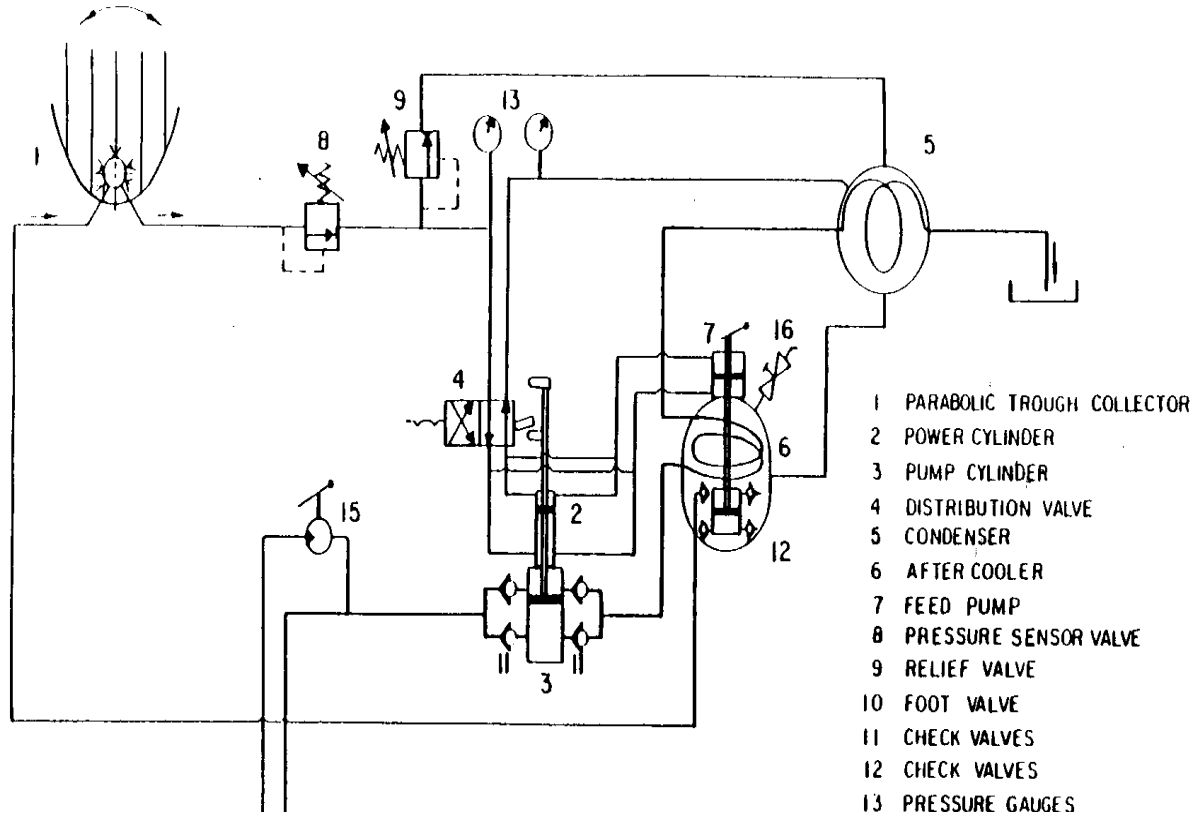 9
13
8
5
1
7
16
4
6
2
15
12
11
11
3
1 PARABOLIC TROUGH COLLECTOR
2 POWER CYLINDER
3 PUMP CYLINDER
4 DISTRIBUTION VALVE
5 CONDENSER
6 AFTER COOLER
7 FEED PUMP
8 PRESSURE SENSOR VALVE
9 RELIEF VALVE
10 FOOT VALVE
11 CHECK VALVES
12 CHECK VALVES
13 PRESSURE GAUGES